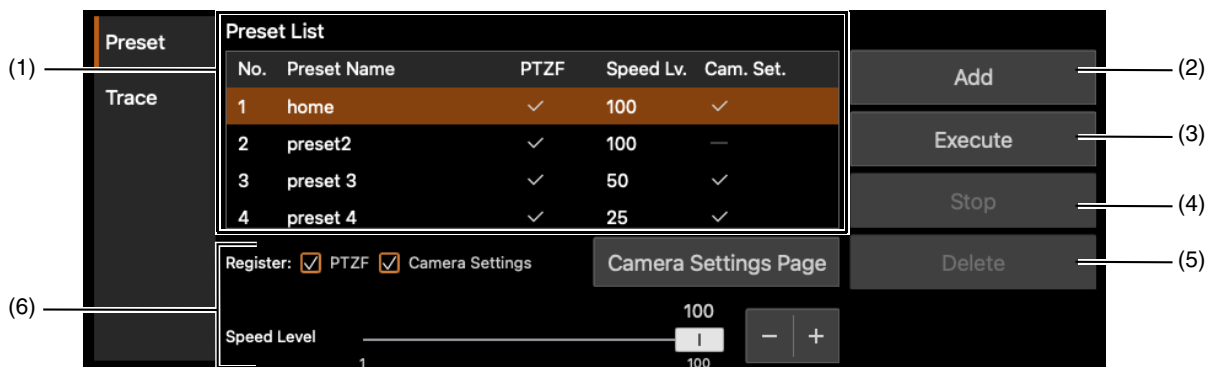 Preset
Trace
Preset List
No. Preset Name PTZF Speed Lv. Cam. Set.
1 home ✓ 100 ✓
2 preset2 ✓ 100 —
3 preset 3 ✓ 50 ✓
4 preset 4 ✓ 25 ✓
Register: PTZF Camera Settings
Camera Settings Page
Speed Level
100
1
100
− +
Add
Execute
Stop
Delete
(1)
(2)
(3)
(4)
(5)
(6)